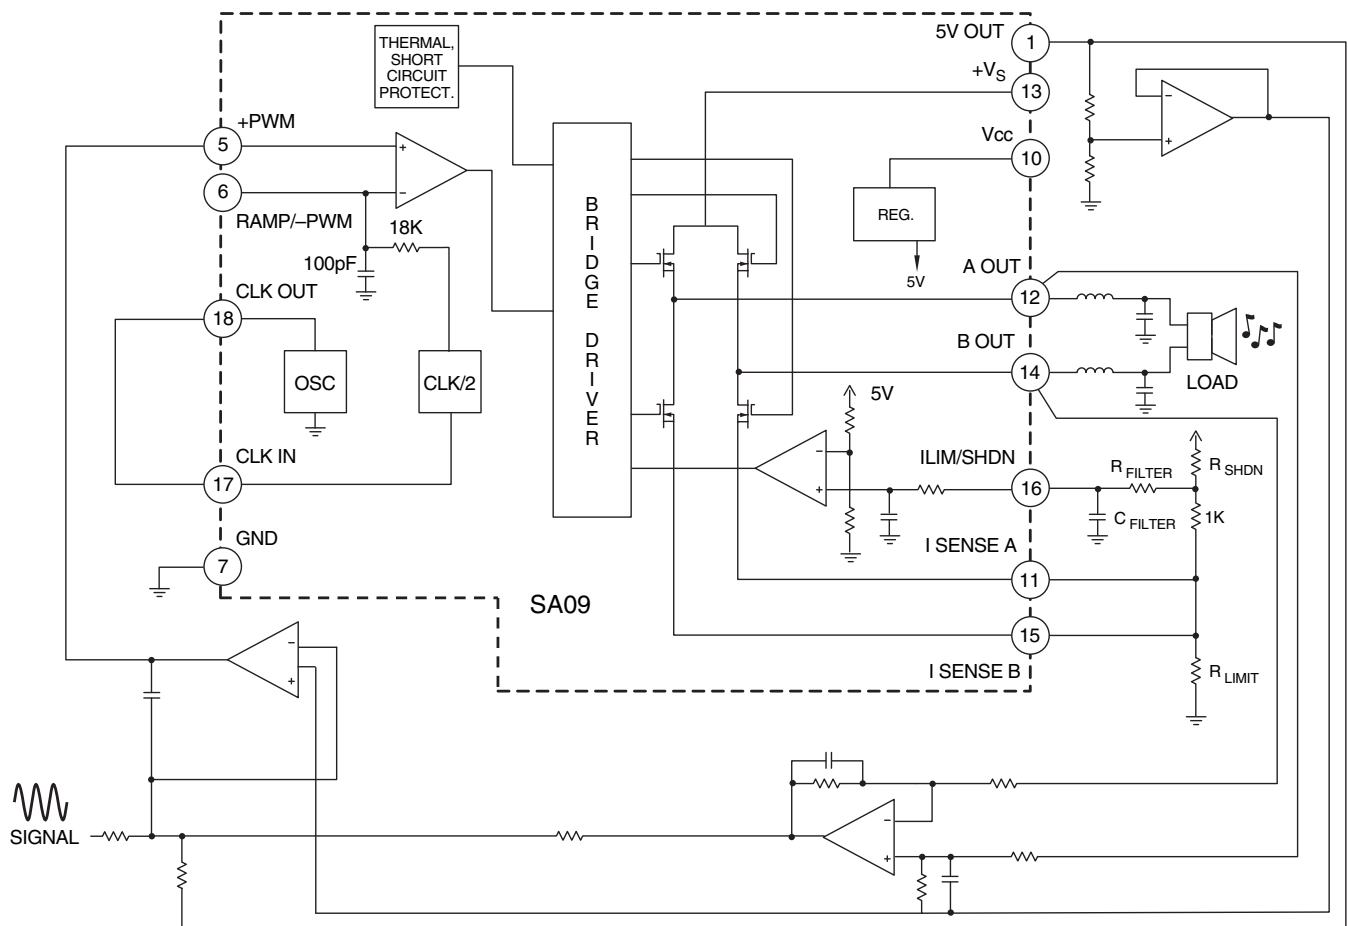 5V OUT
1
THERMAL,
SHORT
CIRCUIT
PROTECT.
+VS
13
+PWM
5
Vcc
10
6
RAMP/–PWM
18K
100pF
BRIDGE DRIVER
REG.
5V
A OUT
12
CLK OUT
18
B OUT
14
LOAD
OSC
CLK/2
5V
CLK IN
17
ILIM/SHDN
16
R FILTER
R SHDN
C FILTER
1K
GND
7
I SENSE A
11
SA09
15
I SENSE B
R LIMIT
SIGNAL
–
+
–
+
–
+
–
+
–
+